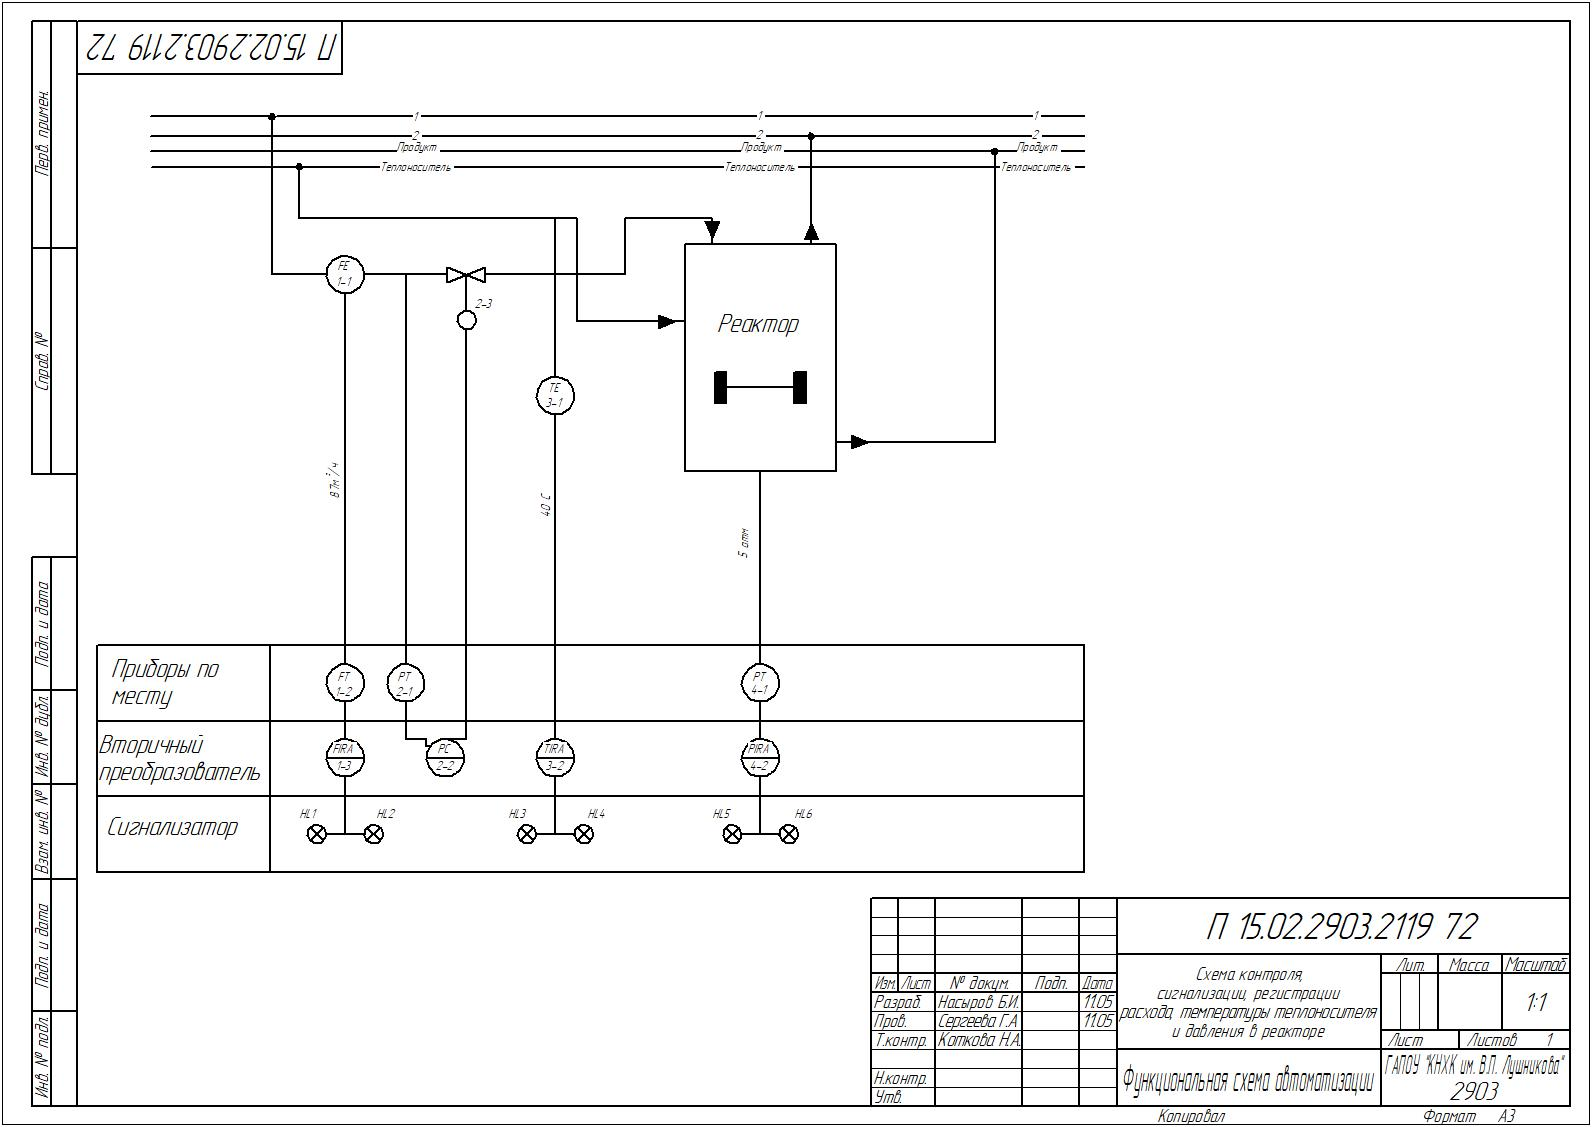 П 15.02.2903.2119 72
Перв. примен.
Справ. №
Подп. и дата
Инв. № дубл.
Взам. инв. №
Подп. и дата
Инв. № подл.
1 1 1
2 2 2
Продукт Продукт Продукт
Теплоноситель Теплоноситель Теплоноситель
FE
1-1
2-3
Реактор
TE
3-1
87м³/ч
40 С
5 атм
Приборы по
месту
FT
1-2
PT
2-1
PT
4-1
Вторичный
преобразователь
FIRA
1-3
PC
2-2
TIRA
3-2
PIRA
4-2
Сигнализатор
HL1 HL2 HL3 HL4 HL5 HL6
П 15.02.2903.2119 72
Изм. Лист № докум. Подп. Дата
Разраб. Насыров Б.И. 11.05
Пров. Сергеева Г.А 11.05
Т.контр. Коткова Н.А.
Н.контр.
Утв.
Схема контроля,
сигнализации, регистрации
расхода, температуры теплоносителя
и давления в реакторе
Лит. Масса Масштаб
1:1
Лист Листов 1
Функциональная схема автоматизации
ГАПОУ "КНХК им. В.П. Лушникова"
2903
Копировал Формат А3